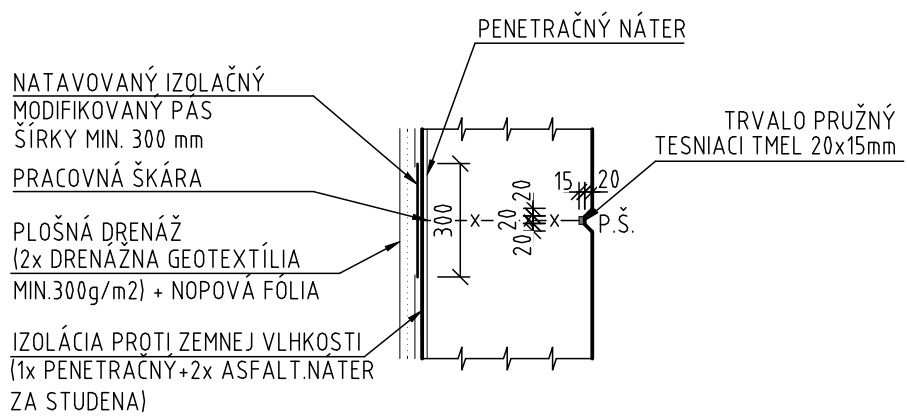 PENETRAČNÝ NÁTER
NATAVOVANÝ IZOLAČNÝ
MODIFIKOVANÝ PÁS
ŠÍRKY MIN. 300 mm
TRVALO PRUŽNÝ
TESNIACI TMEL 20x15mm
PRACOVNÁ ŠKÁRA
15
20
20
20
20
300
X
X
P.Š.
PLOŠNÁ DRENÁŽ
(2x DRENÁŽNA GEOTEXTÍLIA
MIN.300g/m2) + NOPOVÁ FÓLIA
IZOLÁCIA PROTI ZEMNEJ VLHKOSTI
(1x PENETRAČNÝ+2x ASFALT.NÁTER
ZA STUDENA)